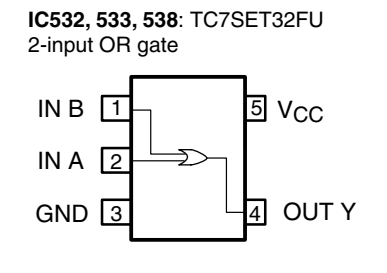 IC532, 533, 538: TC7SET32FU
2-input OR gate
IN B 1 5 VCC
IN A 2
GND 3 4 OUT Y